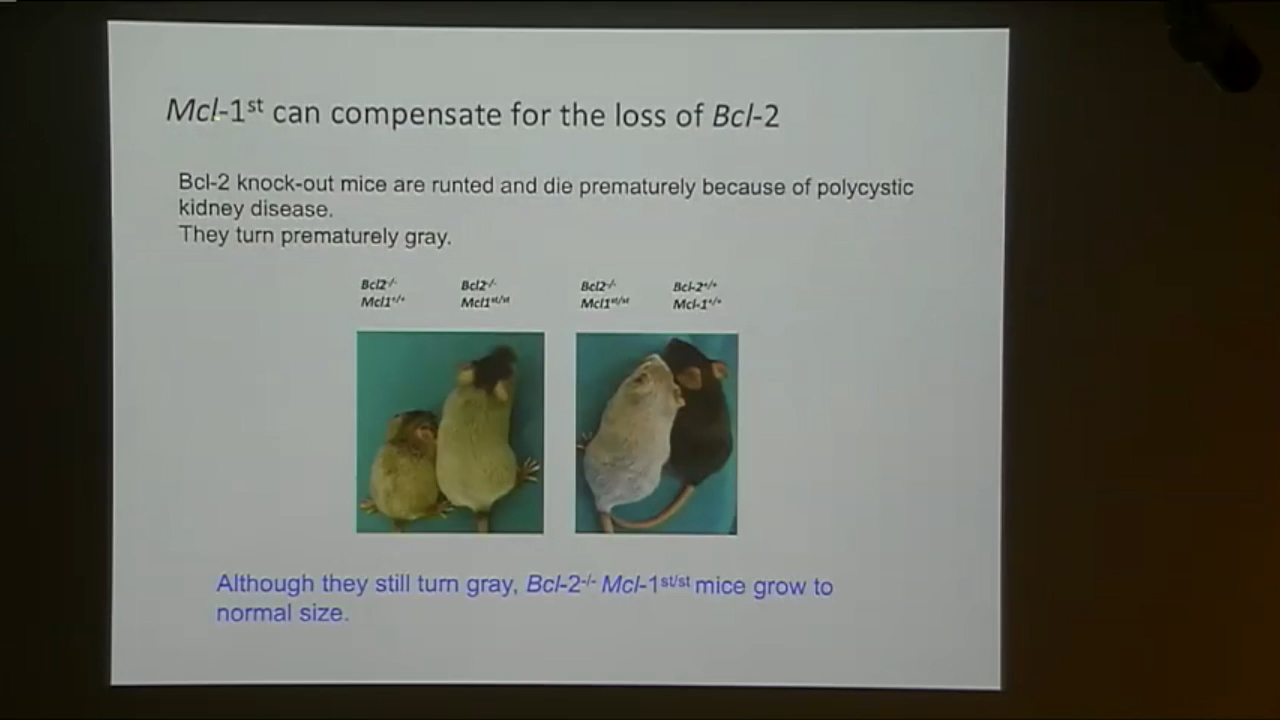 Mcl-1st can compensate for the loss of Bcl-2
Bcl-2 knock-out mice are runted and die prematurely because of polycystic
kidney disease.
They turn prematurely gray.
Bcl2-/- Bcl2-/- Bcl2-/- Bcl-2+/+
Mcl1+/+ Mcl1st/st Mcl1st/st Mcl-1+/+
Although they still turn gray, Bcl-2-/- Mcl-1st/st mice grow to
normal size.